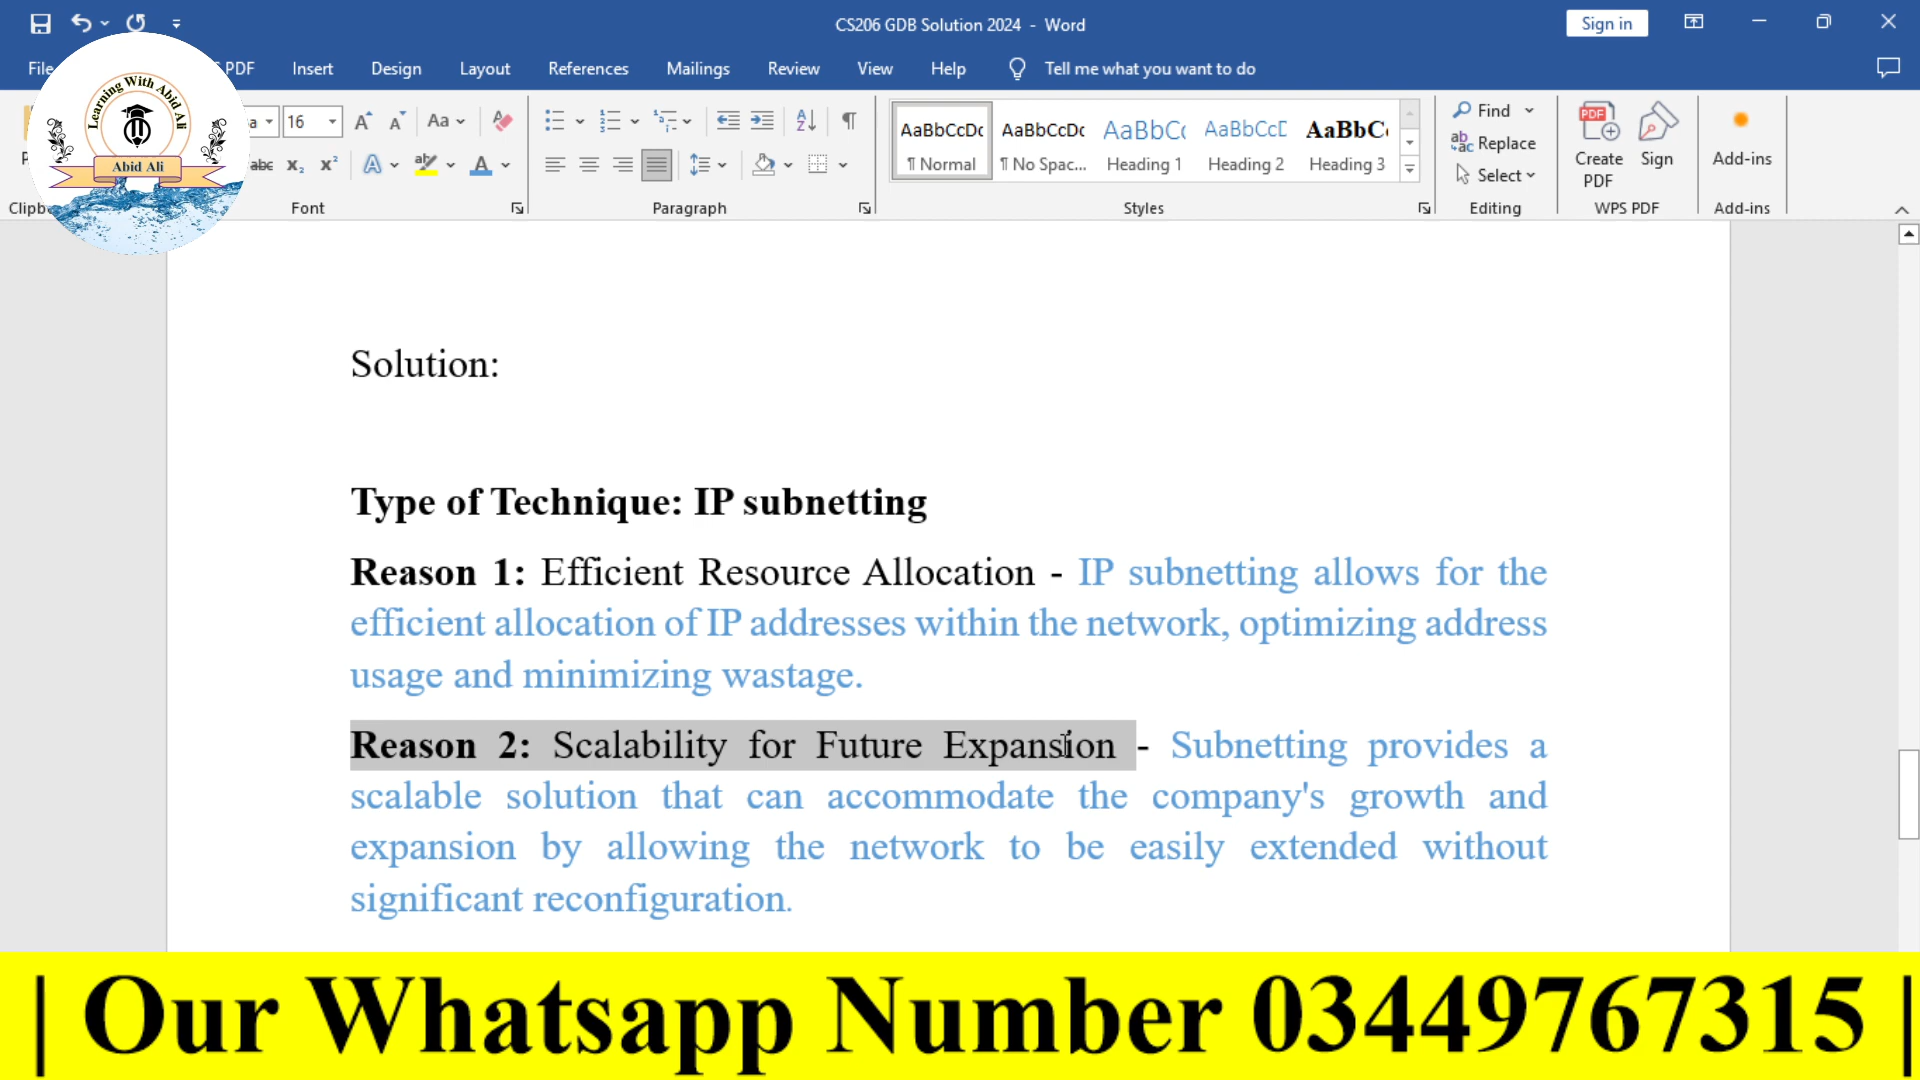 CS206 GDB Solution 2024 - Word
Sign in
File
PDF
Insert
Design
Layout
References
Mailings
Review
View
Help
Tell me what you want to do
Learning With Abid Ali
Abid Ali
16
Aa
abc
Font
Paragraph
AaBbCcDc
¶ Normal
AaBbCcDc
¶ No Spac...
AaBbC
Heading 1
AaBbCcD
Heading 2
AaBbC
Heading 3
Styles
Find
Replace
Select
Editing
Create PDF
Sign
WPS PDF
Add-ins
Add-ins
Solution:
Type of Technique: IP subnetting
Reason 1: Efficient Resource Allocation - IP subnetting allows for the
efficient allocation of IP addresses within the network, optimizing address
usage and minimizing wastage.
Reason 2: Scalability for Future Expansion - Subnetting provides a
scalable solution that can accommodate the company's growth and
expansion by allowing the network to be easily extended without
significant reconfiguration.
| Our Whatsapp Number 03449767315 |